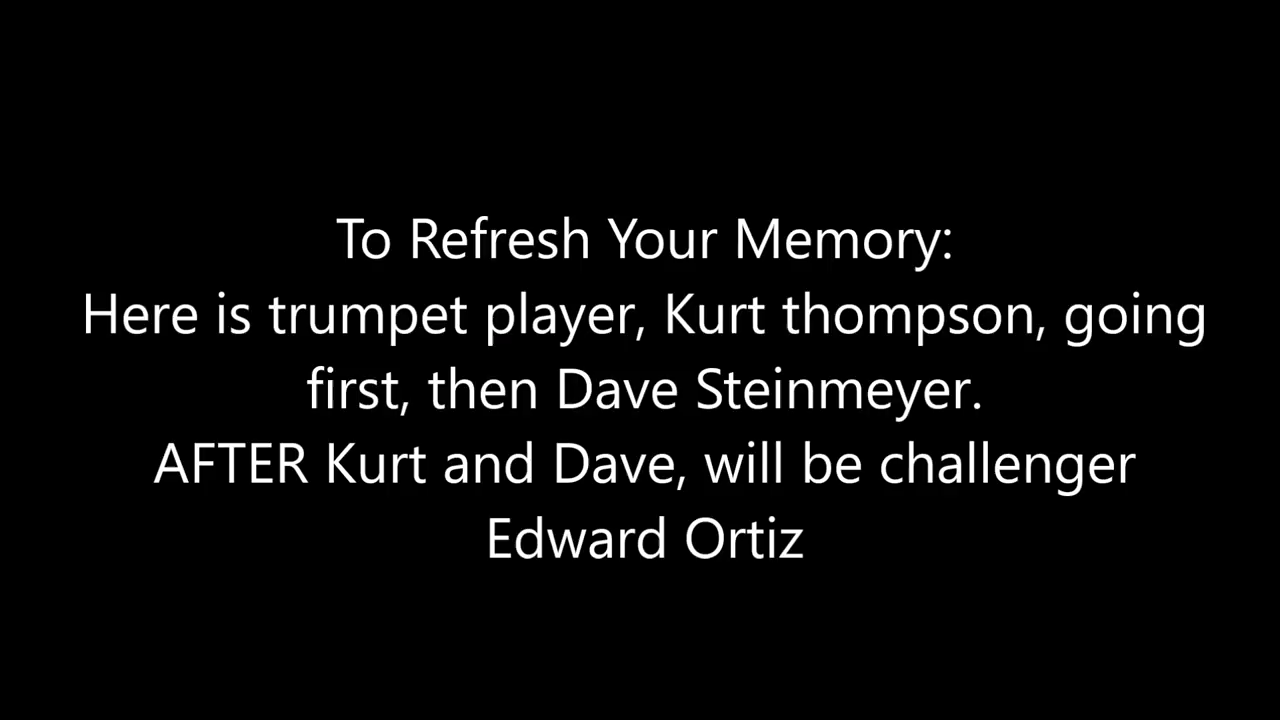 To Refresh Your Memory:
Here is trumpet player, Kurt thompson, going
first, then Dave Steinmeyer.
AFTER Kurt and Dave, will be challenger
Edward Ortiz